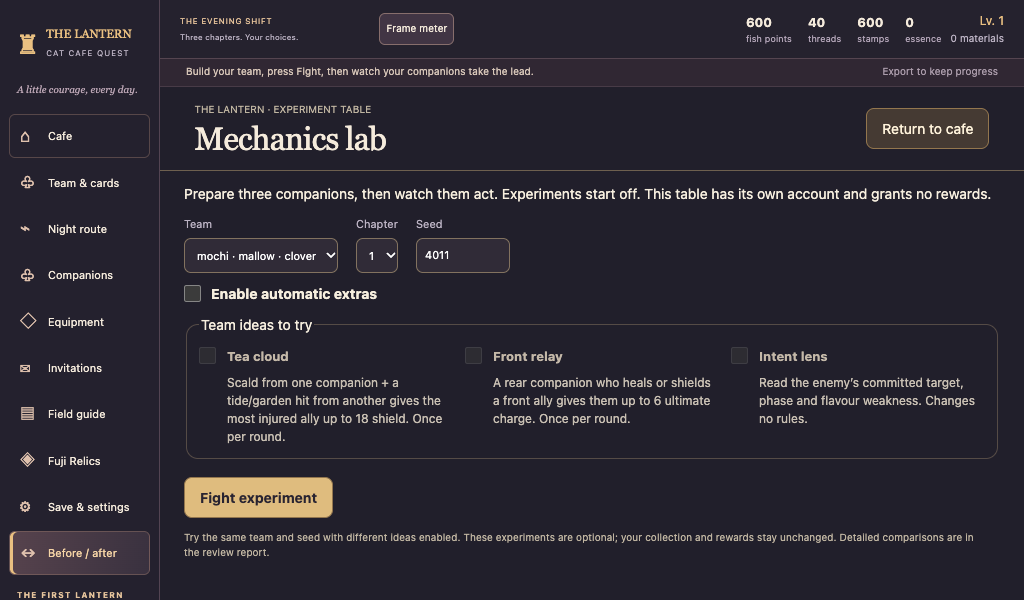 THE LANTERN
CAT CAFE QUEST
A little courage, every day.
Cafe
Team & cards
Night route
Companions
Equipment
Invitations
Field guide
Fuji Relics
Save & settings
Before / after
THE FIRST LANTERN
THE EVENING SHIFT
Three chapters. Your choices.
Frame meter
600
fish points
40
threads
600
stamps
0
essence
Lv. 1
0 materials
Build your team, press Fight, then watch your companions take the lead.
Export to keep progress
THE LANTERN · EXPERIMENT TABLE
Mechanics lab
Return to cafe
Prepare three companions, then watch them act. Experiments start off. This table has its own account and grants no rewards.
Team
Chapter
Seed
mochi · mallow · clover
1
4011
Enable automatic extras
Team ideas to try
Tea cloud
Scald from one companion + a
tide/garden hit from another gives the
most injured ally up to 18 shield. Once
per round.
Front relay
A rear companion who heals or shields
a front ally gives them up to 6 ultimate
charge. Once per round.
Intent lens
Read the enemy's committed target,
phase and flavour weakness. Changes
no rules.
Fight experiment
Try the same team and seed with different ideas enabled. These experiments are optional; your collection and rewards stay unchanged. Detailed comparisons are in
the review report.